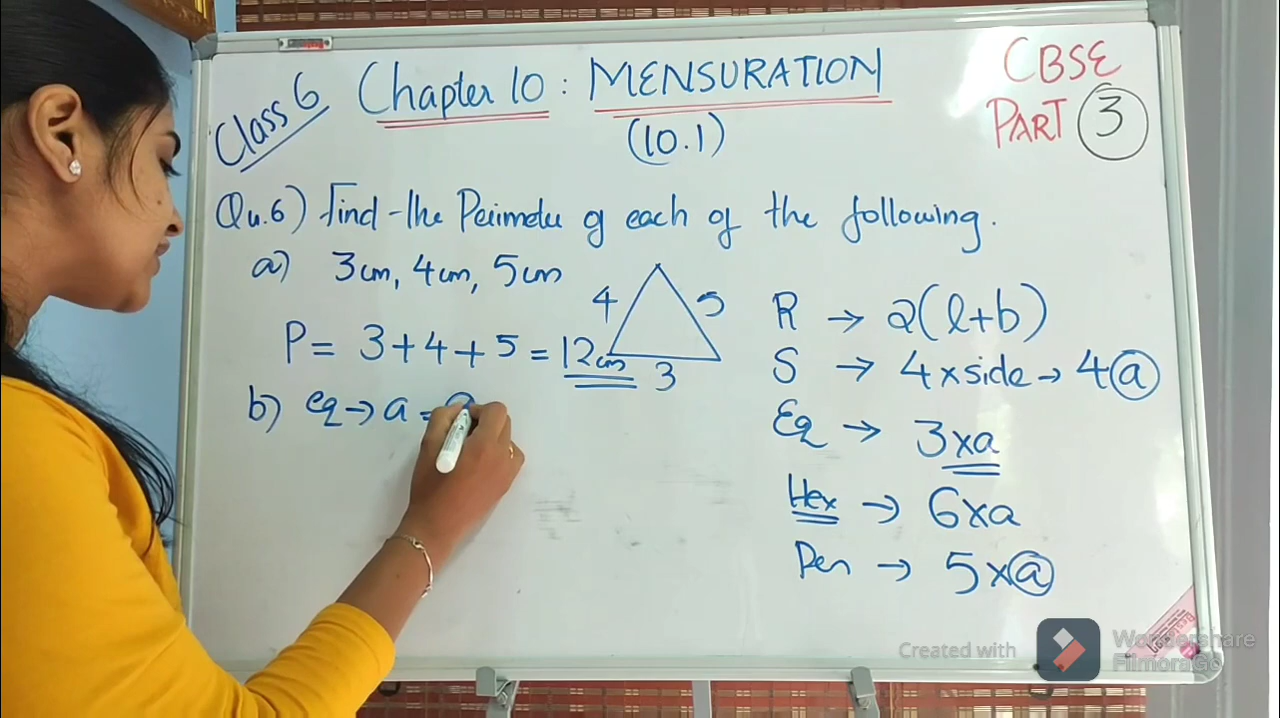 Class 6 Chapter 10 : MENSURATION
(10.1)
CBSE
PART 3
Qu.6) Find the Perimeter of each of the following.
a) 3cm, 4cm, 5cm
4 5
3
P = 3+4+5 = 12cm
b) eq → a =
R → 2(l+b)
S → 4×side → 4a
Eq → 3×a
Hex → 6×a
Pen → 5×a
Created with
Wondershare
Filmora